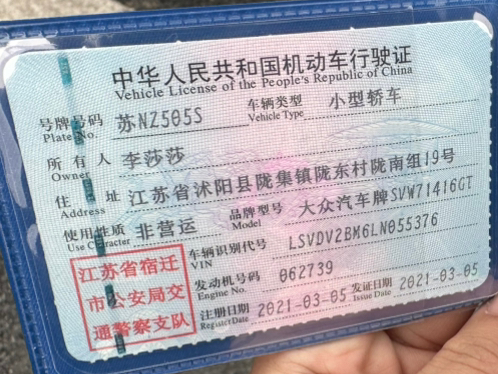 中华人民共和国机动车行驶证
Vehicle License of the People's Republic of China
号牌号码 苏NZ505S 车辆类型 小型轿车
Plate No. Vehicle Type
所有人 李莎莎
Owner
住址 江苏省沭阳县陇集镇陇东村陇南组19号
Address
使用性质 非营运 品牌型号 大众汽车牌SVW71416GT
Use Character Model
江苏省宿迁
市公安局交
通警察支队
车辆识别代号 LSVDV2BM6LN055376
VIN
发动机号码 062739
Engine No.
注册日期 2021-03-05 发证日期 2021-03-05
Register Date Issue Date